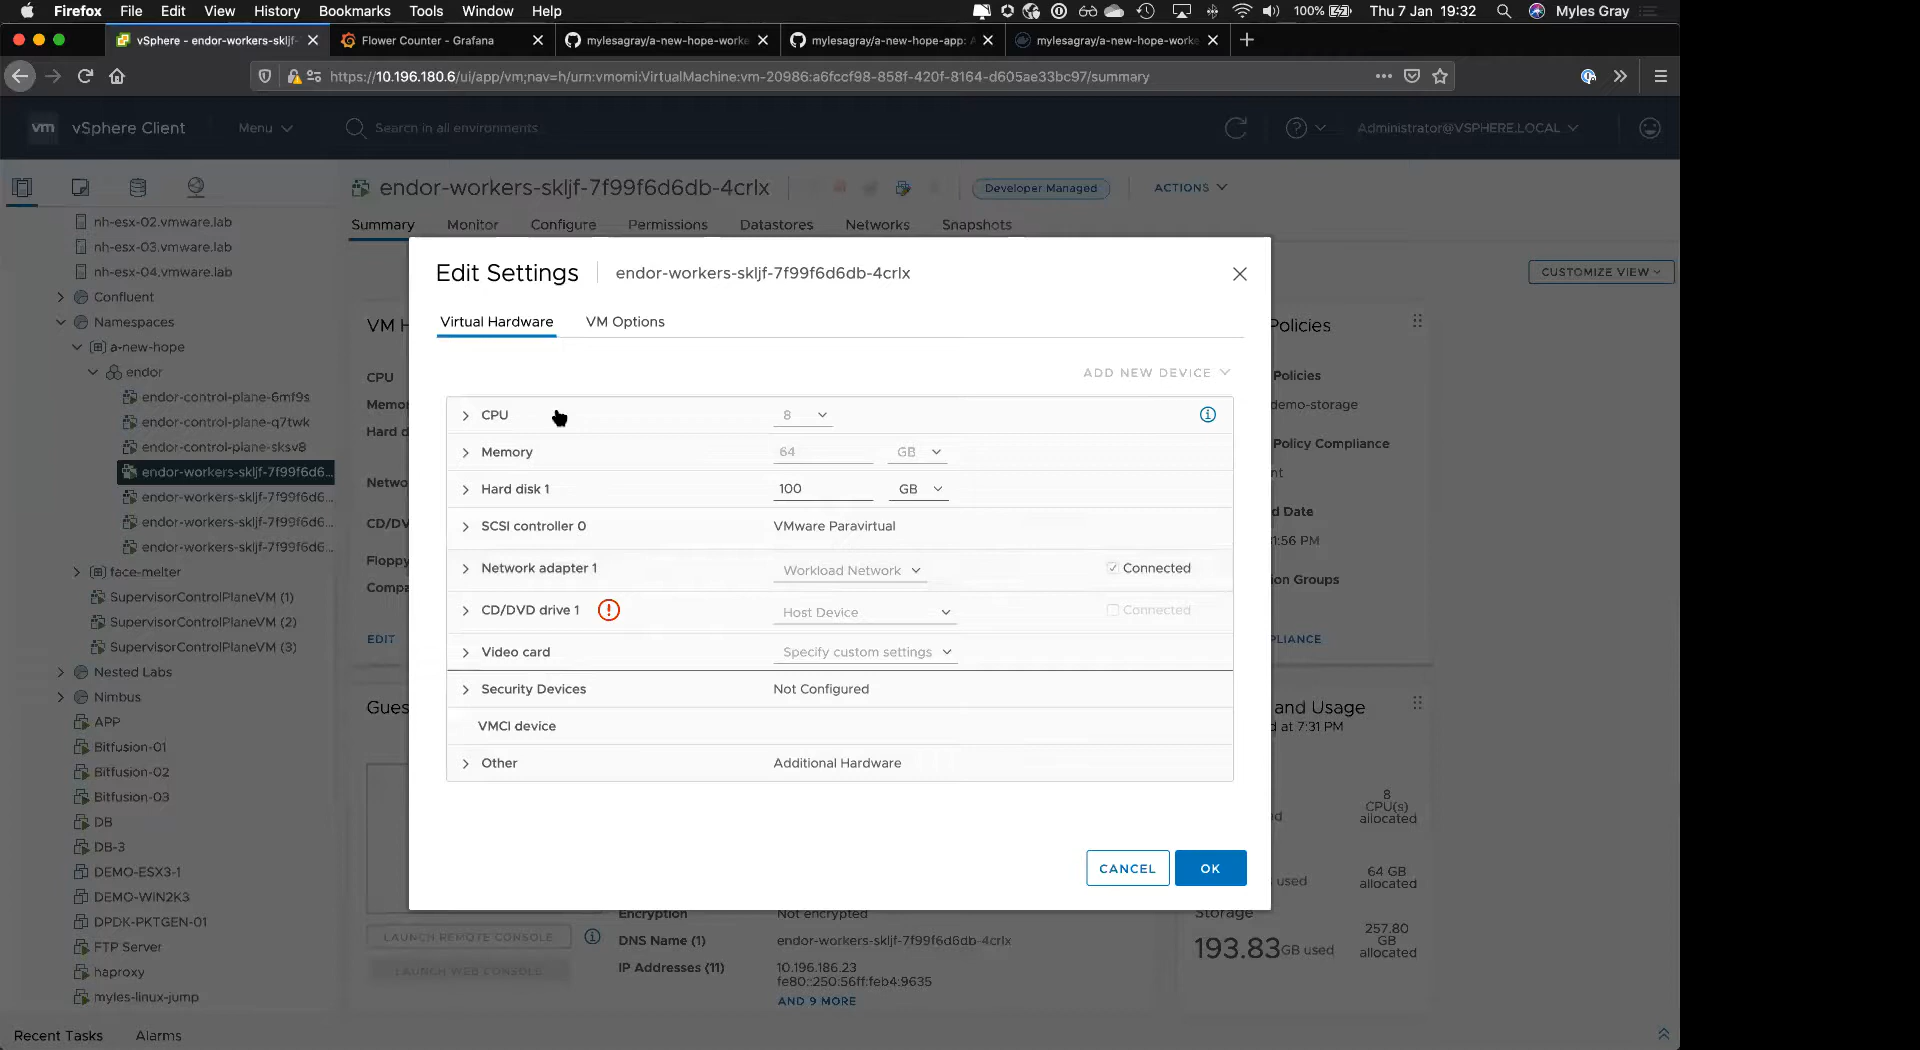 Firefox File Edit View History Bookmarks Tools Window Help 100% Thu 7 Jan 19:32 Myles Gray
vSphere - endor-workers-skljf- Flower Counter - Grafana mylesagray/a-new-hope-worke mylesagray/a-new-hope-app: A mylesagray/a-new-hope-worke
https://10.196.180.6/ui/app/vm;nav=h/urn:vmomi:VirtualMachine:vm-20986:a6fccf98-858f-420f-8164-d605ae33bc97/summary
vm vSphere Client Menu Search in all environments Administrator@VSPHERE.LOCAL
endor-workers-skljf-7f99f6d6db-4crlx Developer Managed ACTIONS
Summary Monitor Configure Permissions Datastores Networks Snapshots
CUSTOMIZE VIEW
nh-esx-02.vmware.lab
nh-esx-03.vmware.lab
nh-esx-04.vmware.lab
Confluent
Namespaces
a-new-hope
endor
endor-control-plane-6mf9s
endor-control-plane-q7twk
endor-control-plane-sksv8
endor-workers-skljf-7f99f6d6...
endor-workers-skljf-7f99f6d6...
endor-workers-skljf-7f99f6d6...
endor-workers-skljf-7f99f6d6...
face-melter
SupervisorControlPlaneVM (1)
SupervisorControlPlaneVM (2)
SupervisorControlPlaneVM (3)
Nested Labs
Nimbus
APP
Bitfusion-01
Bitfusion-02
Bitfusion-03
DB
DB-3
DEMO-ESX3-1
DEMO-WIN2K3
DPDK-PKTGEN-01
FTP Server
haproxy
myles-linux-jump
VM H
CPU
Memor
Hard d
Networ
CD/DV
Floppy
Compa
EDIT
Gues
Edit Settings endor-workers-skljf-7f99f6d6db-4crlx
Virtual Hardware VM Options
ADD NEW DEVICE
CPU 8
Memory 64 GB
Hard disk 1 100 GB
SCSI controller 0 VMware Paravirtual
Network adapter 1 Workload Network Connected
CD/DVD drive 1 Host Device Connected
Video card Specify custom settings
Security Devices Not Configured
VMCI device
Other Additional Hardware
CANCEL OK
Policies
Policies
demo-storage
Policy Compliance
nt
d Date
1:56 PM
ion Groups
PLIANCE
and Usage
d at 7:31 PM
8
CPU(s)
allocated
used
64 GB
allocated
Storage
193.83 GB used
257.80
GB
allocated
LAUNCH REMOTE CONSOLE
LAUNCH WEB CONSOLE
Encryption Not encrypted
DNS Name (1) endor-workers-skljf-7f99f6d6db-4crlx
IP Addresses (11) 10.196.186.23
fe80::250:56ff:feb4:9635
AND 9 MORE
Recent Tasks Alarms